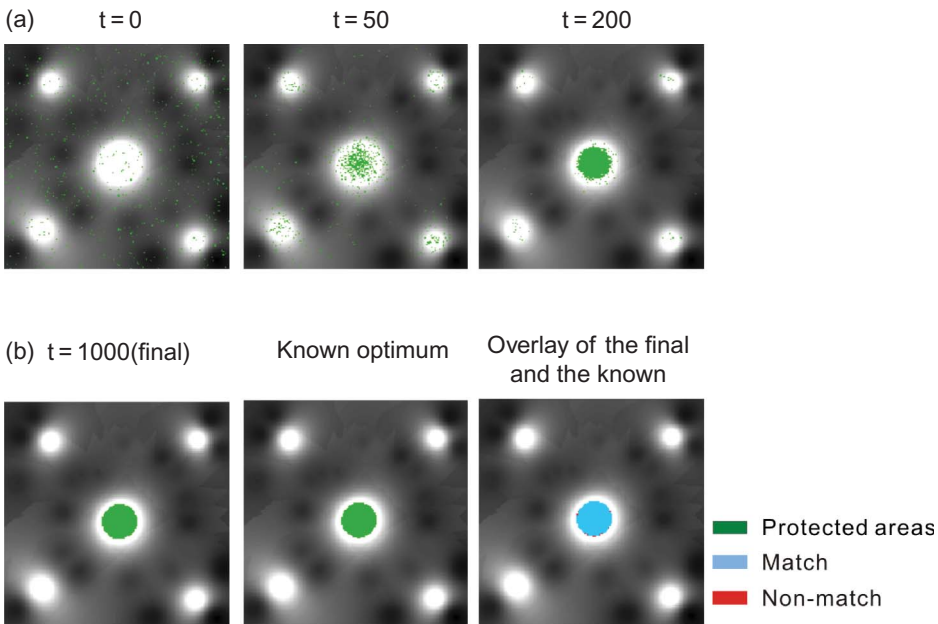 (a) t = 0 t = 50 t = 200
(b) t = 1000(final) Known optimum Overlay of the final
and the known
Protected areas
Match
Non-match